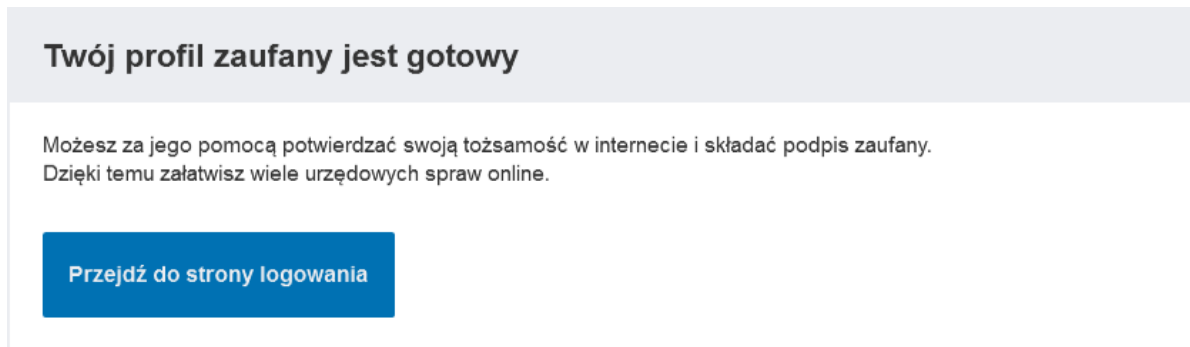 Twój profil zaufany jest gotowy
Możesz za jego pomocą potwierdzać swoją tożsamość w internecie i składać podpis zaufany.
Dzięki temu załatwisz wiele urzędowych spraw online.
Przejdź do strony logowania